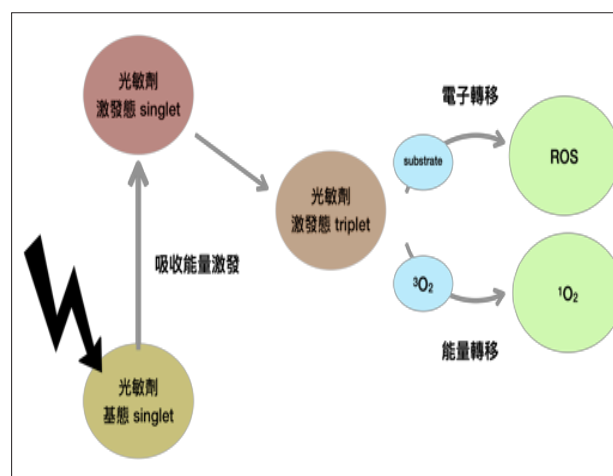 光敏劑
激發態 singlet
電子轉移
substrate
ROS
光敏劑
激發態 triplet
吸收能量激發
³O₂
¹O₂
能量轉移
光敏劑
基態 singlet